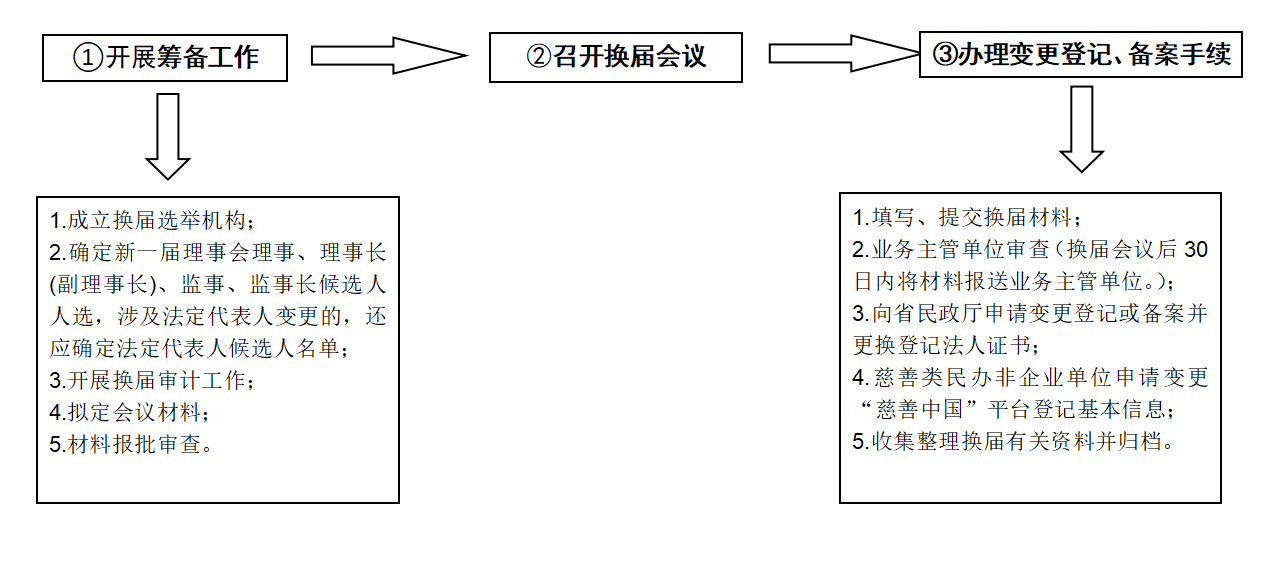 ①开展筹备工作
②召开换届会议
③办理变更登记、备案手续
1.成立换届选举机构；
2.确定新一届理事会理事、理事长
(副理事长)、监事、监事长候选人
人选，涉及法定代表人变更的，还
应确定法定代表人候选人名单；
3.开展换届审计工作；
4.拟定会议材料；
5.材料报批审查。
1.填写、提交换届材料；
2.业务主管单位审查（换届会议后 30
日内将材料报送业务主管单位。）；
3.向省民政厅申请变更登记或备案并
更换登记法人证书；
4.慈善类民办非企业单位申请变更
“慈善中国”平台登记基本信息；
5.收集整理换届有关资料并归档。